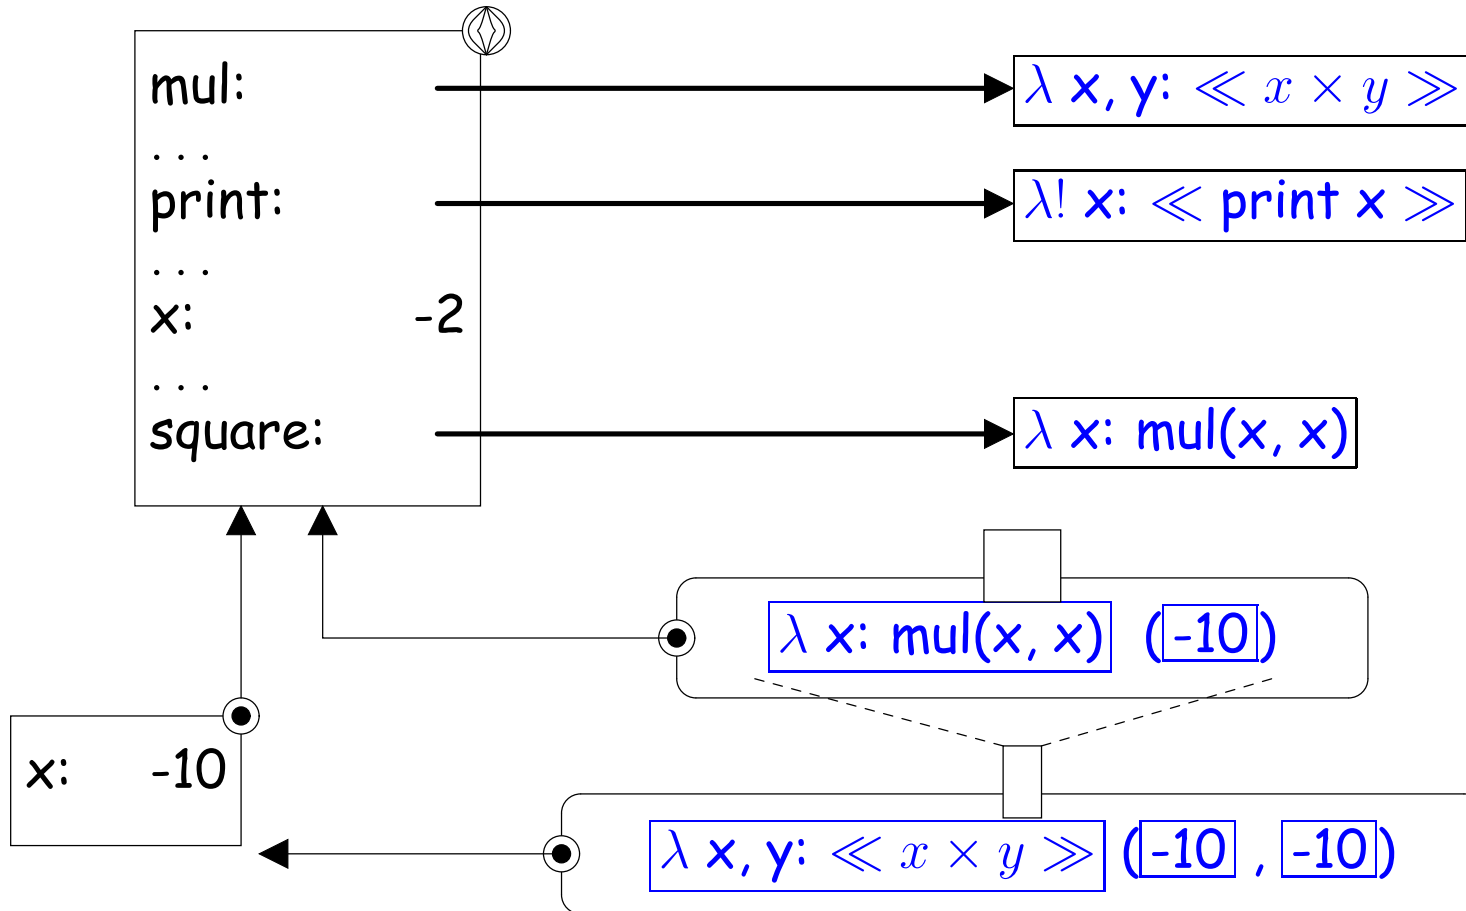 mul: λ x, y: ≪ x × y ≫
. . .
print: λ! x: ≪ print x ≫
. . .
x: -2
. . .
square: λ x: mul(x, x)
λ x: mul(x, x) (-10)
x: -10
λ x, y: ≪ x × y ≫ (-10 , -10)